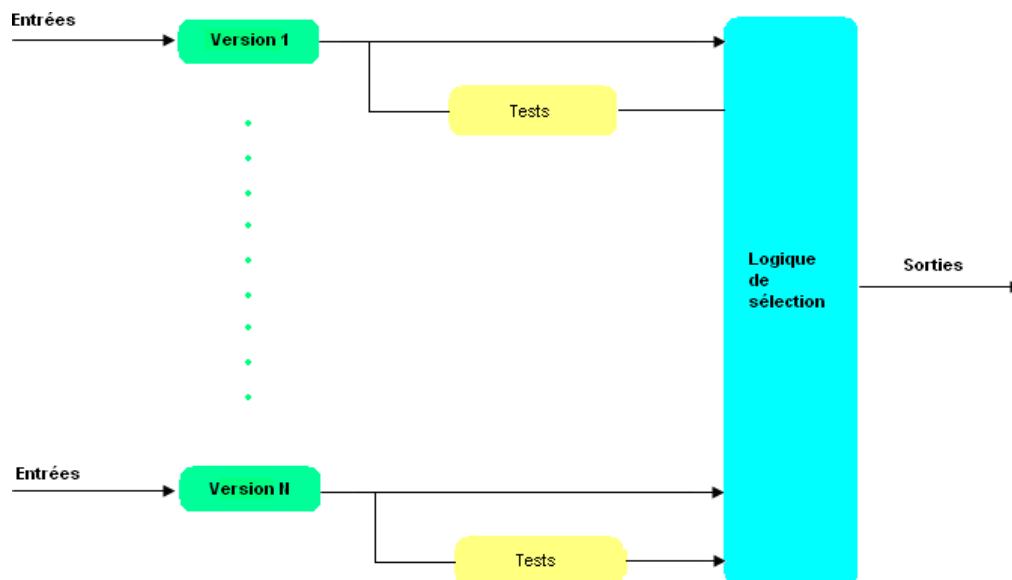 Entrées
Version 1
Tests
Logique
de
sélection
Sorties
Entrées
Version N
Tests